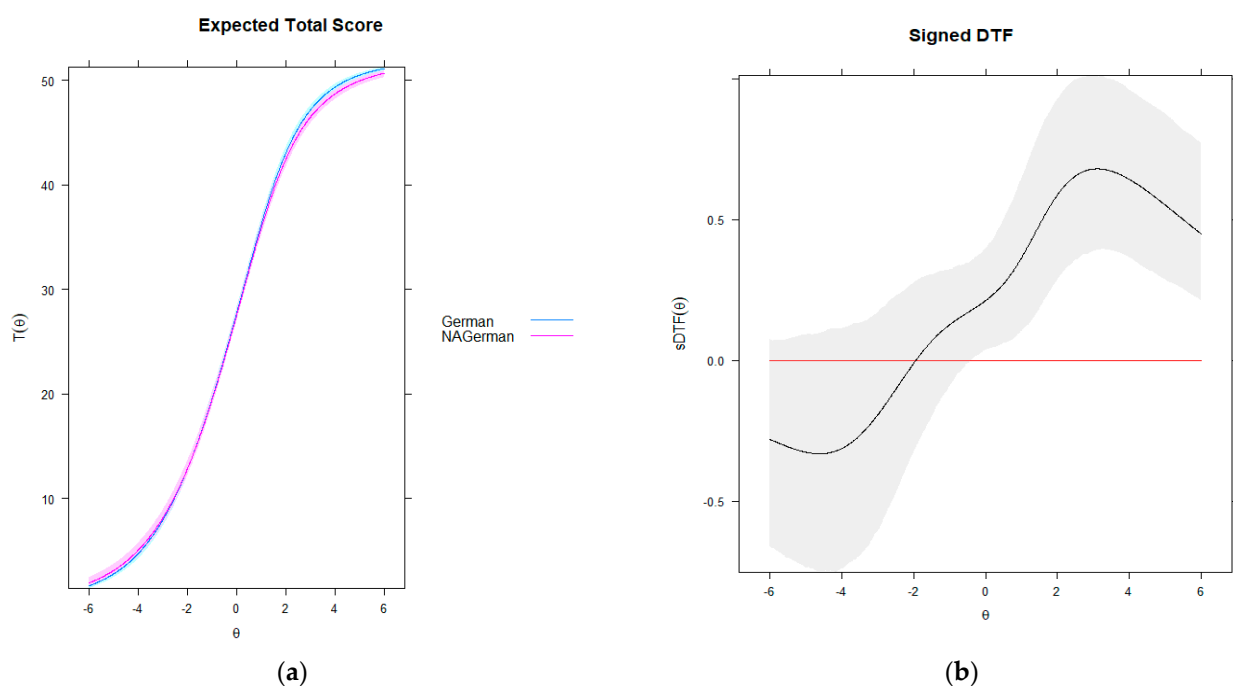 Expected Total Score
T(θ)
50
40
30
20
10
-6
-4
-2
0
2
4
6
θ
German
NAGerman
(a)
Signed DTF
sDTF(θ)
0.5
0.0
-0.5
-6
-4
-2
0
2
4
6
θ
(b)